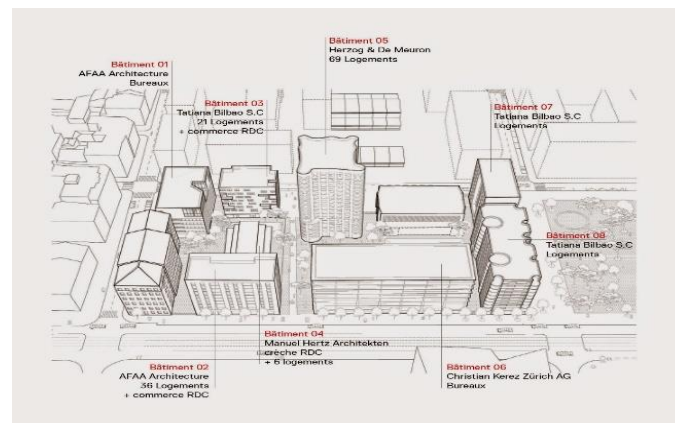 Bâtiment 05
Herzog & De Meuron
69 Logements
Bâtiment 01
AFAA Architecture
Bureaux
Bâtiment 03
Tatiana Bilbao S.C
21 Logements
+ commerce RDC
Bâtiment 07
Tatiana Bilbao S.C
Logements
Bâtiment 08
Tatiana Bilbao S.C
Logements
Bâtiment 04
Manuel Hertz Architekten
crèche RDC
+ 6 logements
Bâtiment 02
AFAA Architecture
36 Logements
+ commerce RDC
Bâtiment 06
Christian Kerez Zürich AG
Bureaux